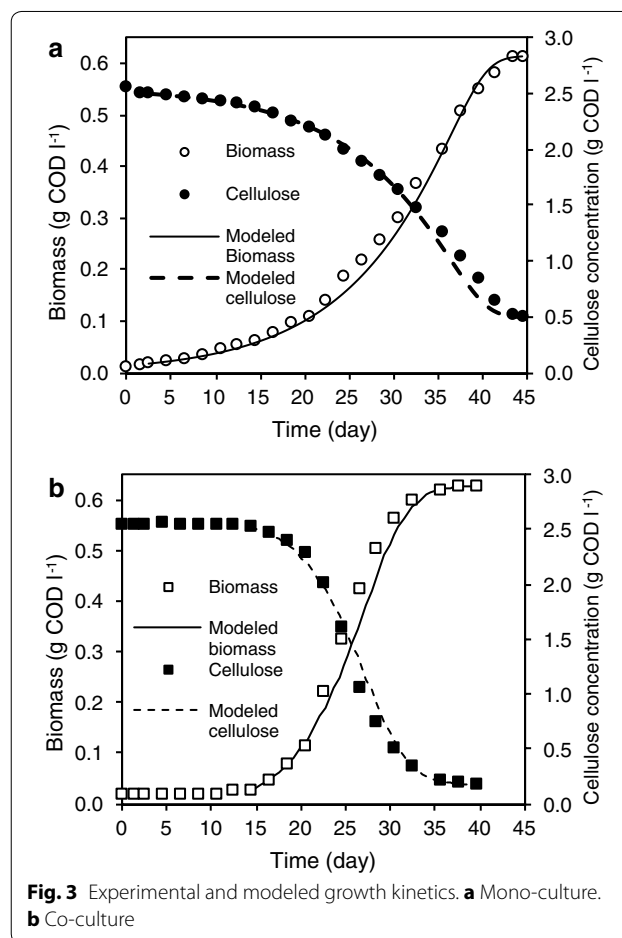 a
3.0
0.6
2.5
0.5
Biomass
2.0
0.4
Cellulose
1.5
0.3
Modeled
Biomass
1.0
0.2
Modeled
cellulose
0.5
0.1
0.0
0.0
0 5 10 15 20 25 30 35 40 45
Biomass (g COD l-1)
Cellulose concentration (g COD l-1)
Time (day)
b
3.0
0.6
2.5
0.5
Biomass
2.0
0.4
Modeled
biomass
1.5
0.3
Cellulose
1.0
0.2
Modeled
cellulose
0.5
0.1
0.0
0.0
0 5 10 15 20 25 30 35 40 45
Biomass (g COD l-1)
Cellulose concentration (g COD l-1)
Time (day)
Fig. 3 Experimental and modeled growth kinetics. a Mono-culture.
b Co-culture